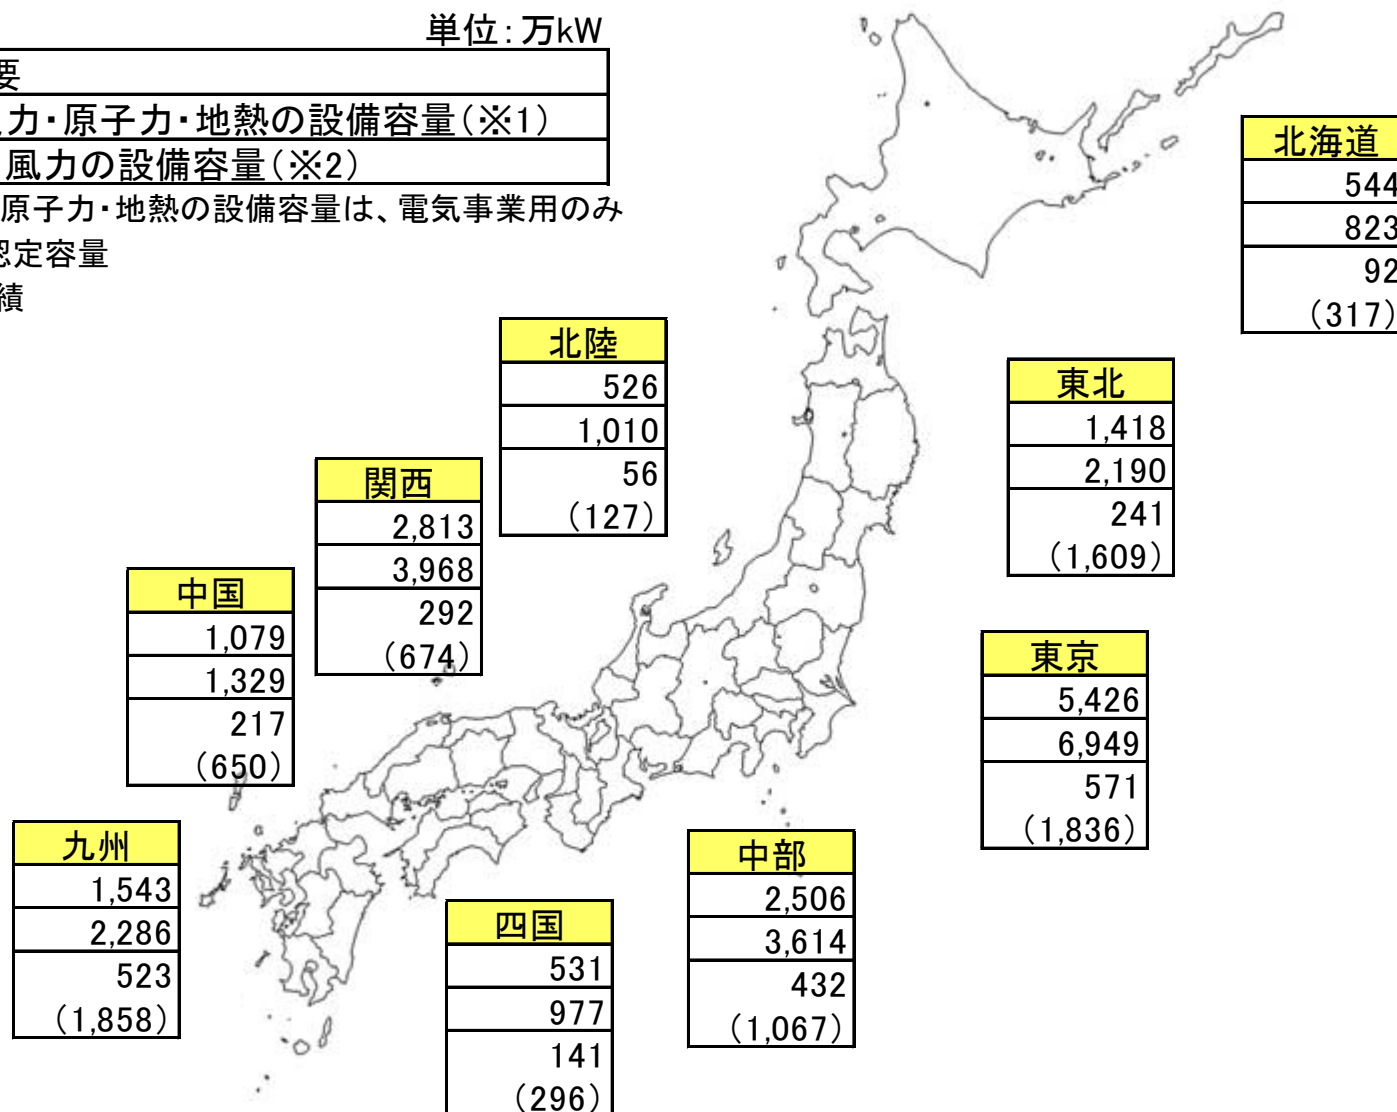 単位：万kW
要
力・原子力・地熱の設備容量（※1）
風力の設備容量（※2）
原子力・地熱の設備容量は、電気事業用のみ
認定容量
績
北海道
544
823
92
（317）
北陸
526
1,010
56
（127）
東北
1,418
2,190
241
（1,609）
関西
2,813
3,968
292
（674）
中国
1,079
1,329
217
（650）
東京
5,426
6,949
571
（1,836）
九州
1,543
2,286
523
（1,858）
中部
2,506
3,614
432
（1,067）
四国
531
977
141
（296）